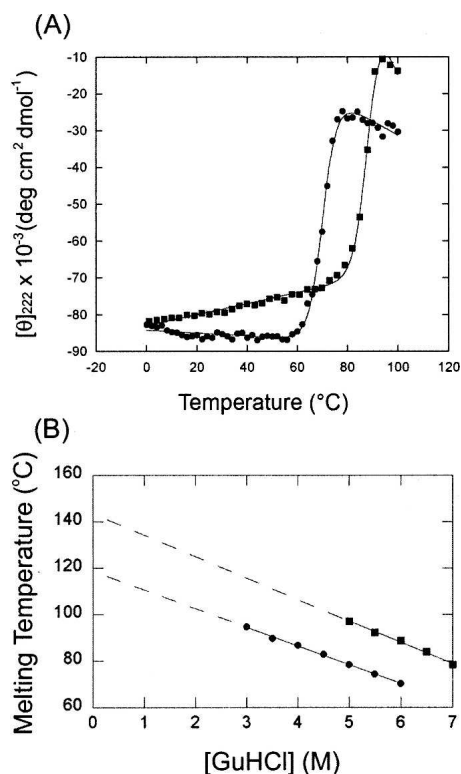 (A)
[θ]222 x 10-3 (deg cm2 dmol-1)
-10
-20
-30
-40
-50
-60
-70
-80
-90
-20 0 20 40 60 80 100 120
Temperature (°C)
(B)
Melting Temperature (°C)
160
140
120
100
80
60
0 1 2 3 4 5 6 7
[GuHCl] (M)